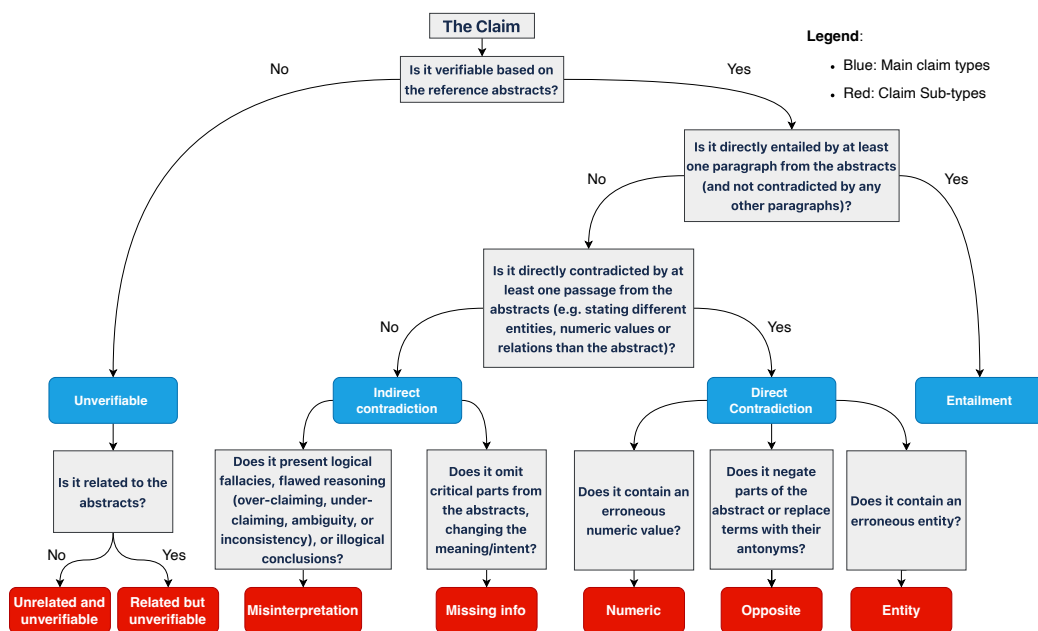 The Claim
Legend:
• Blue: Main claim types
• Red: Claim Sub-types
Is it verifiable based on
the reference abstracts?
No
Yes
Is it directly entailed by at least
one paragraph from the abstracts
(and not contradicted by any
other paragraphs)?
No
Yes
Is it directly contradicted by at
least one passage from the
abstracts (e.g. stating different
entities, numeric values or
relations than the abstract)?
No
Yes
Unverifiable
Indirect
contradiction
Direct
Contradiction
Entailment
Is it related to the
abstracts?
Does it present logical
fallacies, flawed reasoning
(over-claiming, under-
claiming, ambiguity, or
inconsistency), or illogical
conclusions?
Does it omit
critical parts from
the abstracts,
changing the
meaning/intent?
Does it contain an
erroneous
numeric value?
Does it negate
parts of the
abstract or replace
terms with their
antonyms?
Does it contain an
erroneous entity?
No
Yes
Unrelated and
unverifiable
Related but
unverifiable
Misinterpretation
Missing info
Numeric
Opposite
Entity